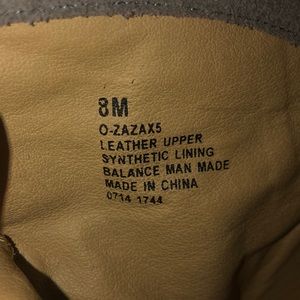 8M
O-ZAZAX5
LEATHER UPPER
SYNTHETIC LINING
BALANCE MAN MADE
MADE IN CHINA
0714 1744